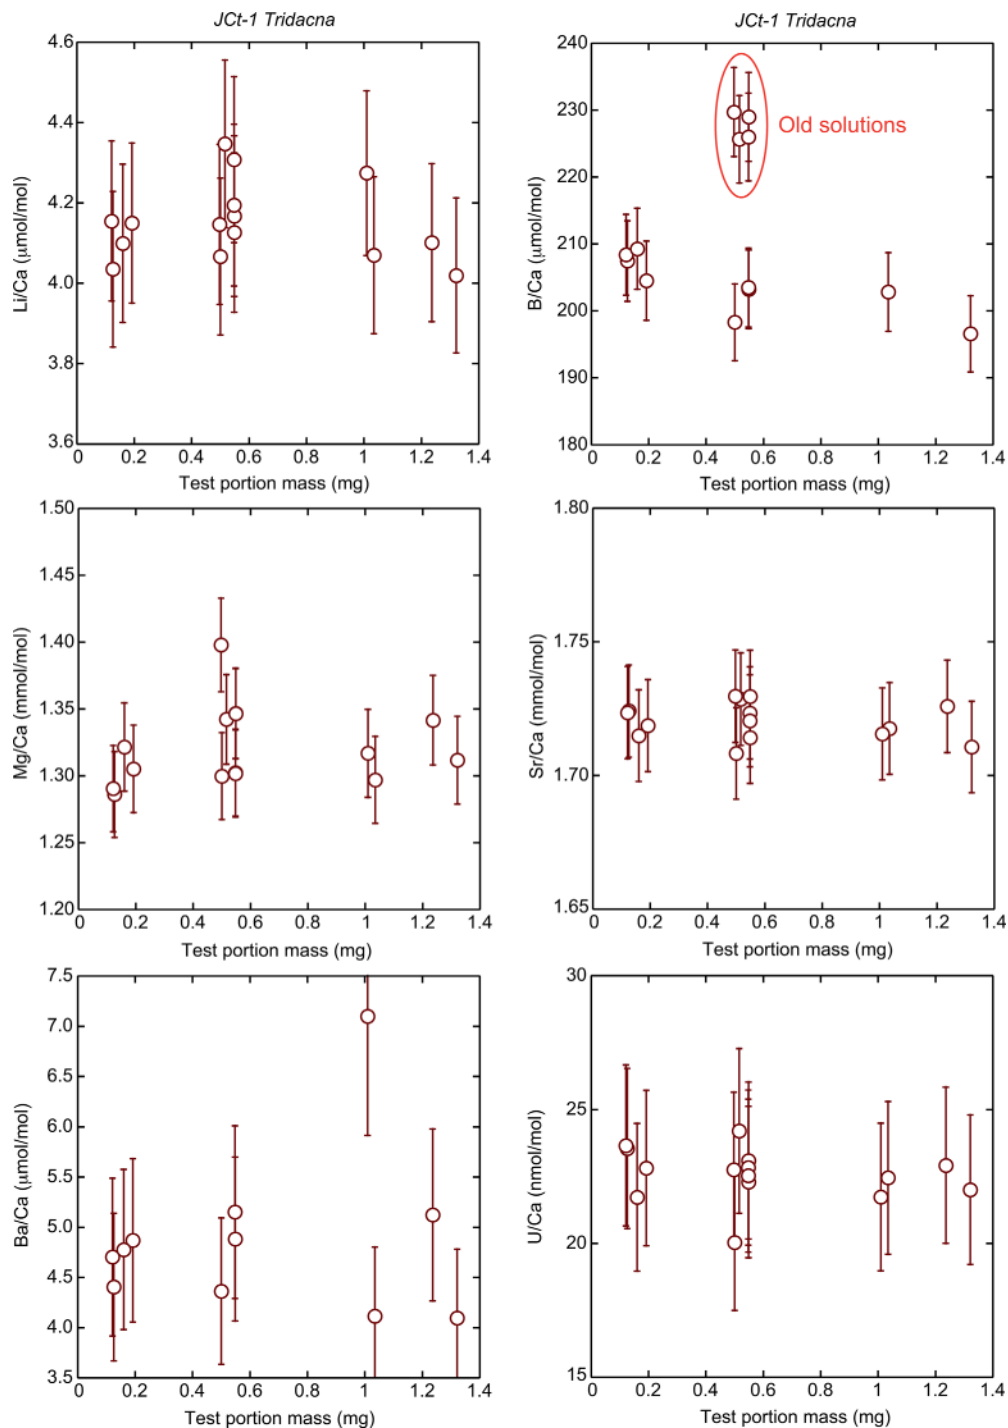 JCt-1 Tridacna
4.6
4.4
4.2
4.0
3.8
3.6
Li/Ca (μmol/mol)
0 0.2 0.4 0.6 0.8 1 1.2 1.4
Test portion mass (mg)
JCt-1 Tridacna
240
230
220
210
200
190
180
B/Ca (μmol/mol)
Old solutions
0 0.2 0.4 0.6 0.8 1 1.2 1.4
Test portion mass (mg)
1.50
1.45
1.40
1.35
1.30
1.25
1.20
Mg/Ca (mmol/mol)
0 0.2 0.4 0.6 0.8 1 1.2 1.4
Test portion mass (mg)
1.80
1.75
1.70
1.65
Sr/Ca (mmol/mol)
0 0.2 0.4 0.6 0.8 1 1.2 1.4
Test portion mass (mg)
7.5
7.0
6.5
6.0
5.5
5.0
4.5
4.0
3.5
Ba/Ca (μmol/mol)
0 0.2 0.4 0.6 0.8 1 1.2 1.4
Test portion mass (mg)
30
25
20
15
U/Ca (nmol/mol)
0 0.2 0.4 0.6 0.8 1 1.2 1.4
Test portion mass (mg)